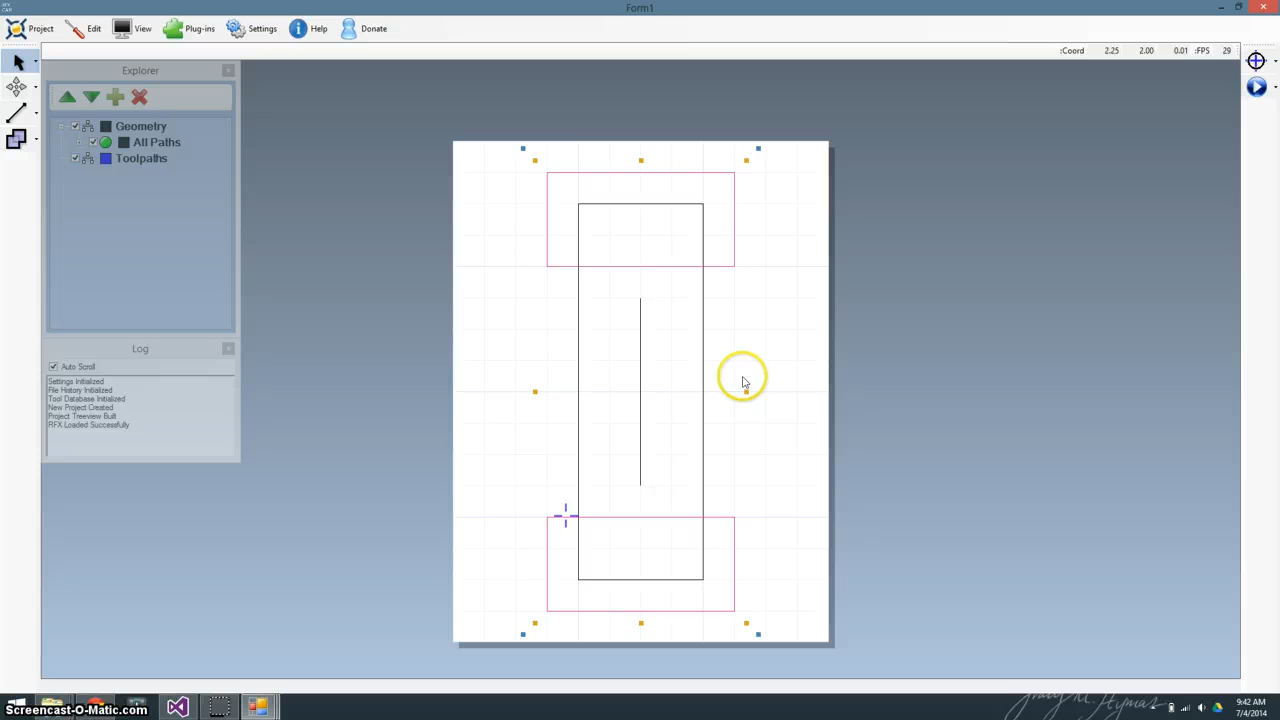 RFX
CAM
Form1
Project Edit View Plug-ins Settings Help Donate
:Coord 2.25 2.00 0.01 :FPS 29
Explorer
Geometry
All Paths
Toolpaths
Log
Auto Scroll
Settings Initialized
File History Initialized
Tool Database Initialized
New Project Created
Project Treeview Built
RFX Loaded Successfully
Screencast-O-Matic.com
9:42 AM
7/4/2014